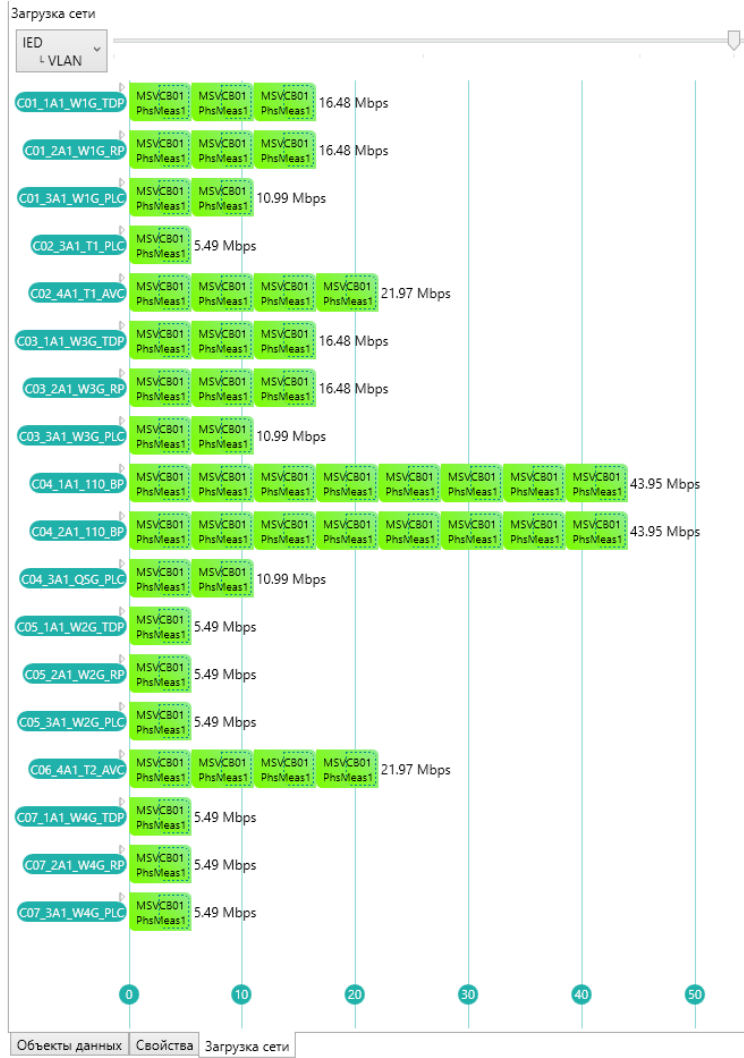 Загрузка сети
IED
└ VLAN
C01_1A1_W1G_TDP MSVCB01 MSVCB01 MSVCB01 16.48 Mbps
PhsMeas1 PhsMeas1 PhsMeas1
C01_2A1_W1G_RP MSVCB01 MSVCB01 MSVCB01 16.48 Mbps
PhsMeas1 PhsMeas1 PhsMeas1
C01_3A1_W1G_PLC MSVCB01 MSVCB01 10.99 Mbps
PhsMeas1 PhsMeas1
C02_3A1_T1_PLC MSVCB01 5.49 Mbps
PhsMeas1
C02_4A1_T1_AVC MSVCB01 MSVCB01 MSVCB01 MSVCB01 21.97 Mbps
PhsMeas1 PhsMeas1 PhsMeas1 PhsMeas1
C03_1A1_W3G_TDP MSVCB01 MSVCB01 MSVCB01 16.48 Mbps
PhsMeas1 PhsMeas1 PhsMeas1
C03_2A1_W3G_RP MSVCB01 MSVCB01 MSVCB01 16.48 Mbps
PhsMeas1 PhsMeas1 PhsMeas1
C03_3A1_W3G_PLC MSVCB01 MSVCB01 10.99 Mbps
PhsMeas1 PhsMeas1
C04_1A1_110_BP MSVCB01 MSVCB01 MSVCB01 MSVCB01 MSVCB01 MSVCB01 MSVCB01 MSVCB01 43.95 Mbps
PhsMeas1 PhsMeas1 PhsMeas1 PhsMeas1 PhsMeas1 PhsMeas1 PhsMeas1 PhsMeas1
C04_2A1_110_BP MSVCB01 MSVCB01 MSVCB01 MSVCB01 MSVCB01 MSVCB01 MSVCB01 MSVCB01 43.95 Mbps
PhsMeas1 PhsMeas1 PhsMeas1 PhsMeas1 PhsMeas1 PhsMeas1 PhsMeas1 PhsMeas1
C04_3A1_QSG_PLC MSVCB01 MSVCB01 10.99 Mbps
PhsMeas1 PhsMeas1
C05_1A1_W2G_TDP MSVCB01 5.49 Mbps
PhsMeas1
C05_2A1_W2G_RP MSVCB01 5.49 Mbps
PhsMeas1
C05_3A1_W2G_PLC MSVCB01 5.49 Mbps
PhsMeas1
C06_4A1_T2_AVC MSVCB01 MSVCB01 MSVCB01 MSVCB01 21.97 Mbps
PhsMeas1 PhsMeas1 PhsMeas1 PhsMeas1
C07_1A1_W4G_TDP MSVCB01 5.49 Mbps
PhsMeas1
C07_2A1_W4G_RP MSVCB01 5.49 Mbps
PhsMeas1
C07_3A1_W4G_PLC MSVCB01 5.49 Mbps
PhsMeas1
0 10 20 30 40 50
Объекты данных Свойства Загрузка сети